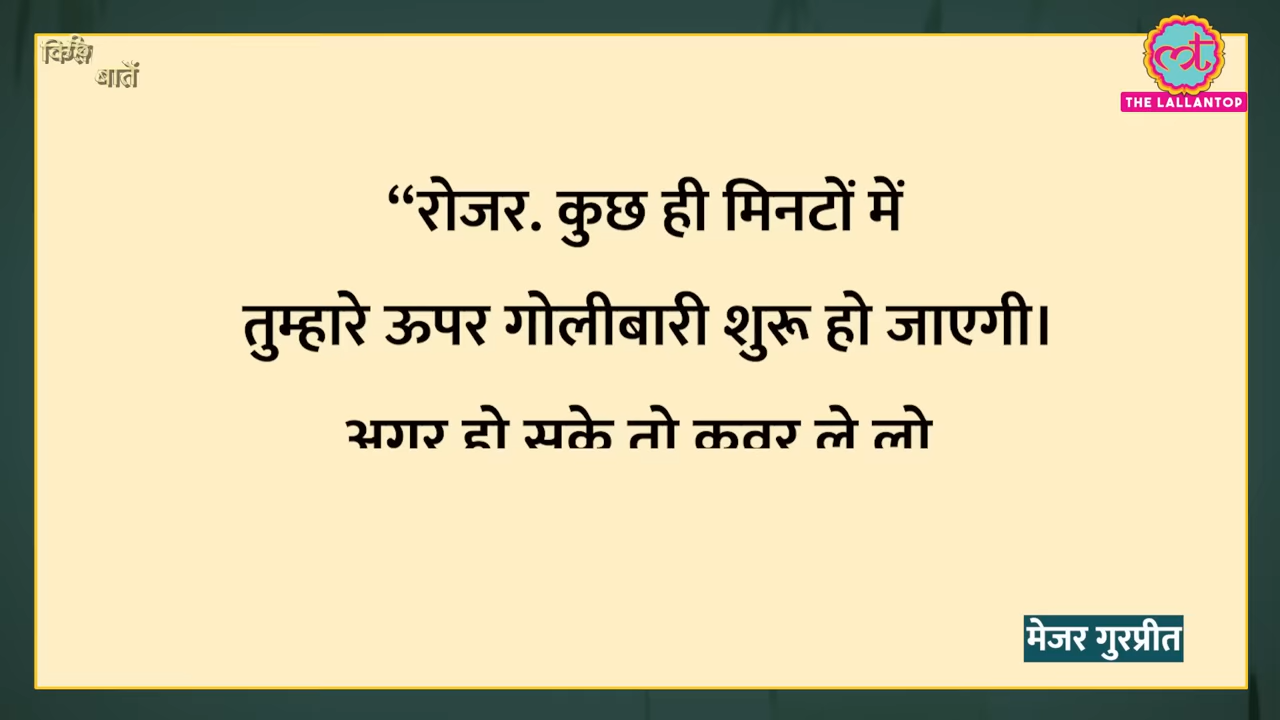 बातें
THE LALLANTOP
“रोजर. कुछ ही मिनटों में
तुम्हारे ऊपर गोलीबारी शुरू हो जाएगी।
अगर हो सके तो कवर ले लो
मेजर गुरप्रीत